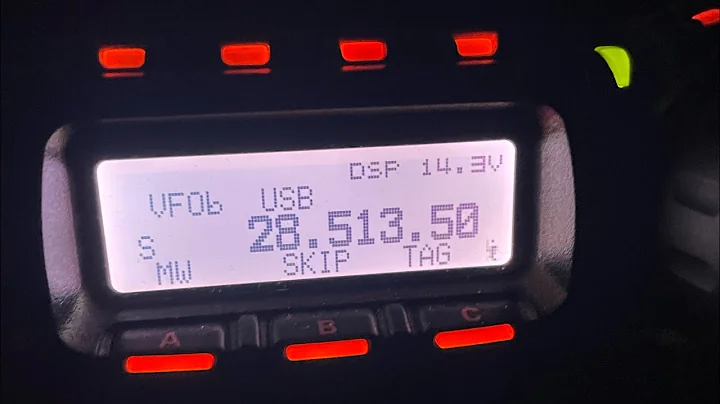 DSP 14.3V
VFOb USB
28.513.50
S
MW SKIP TAG
A B C